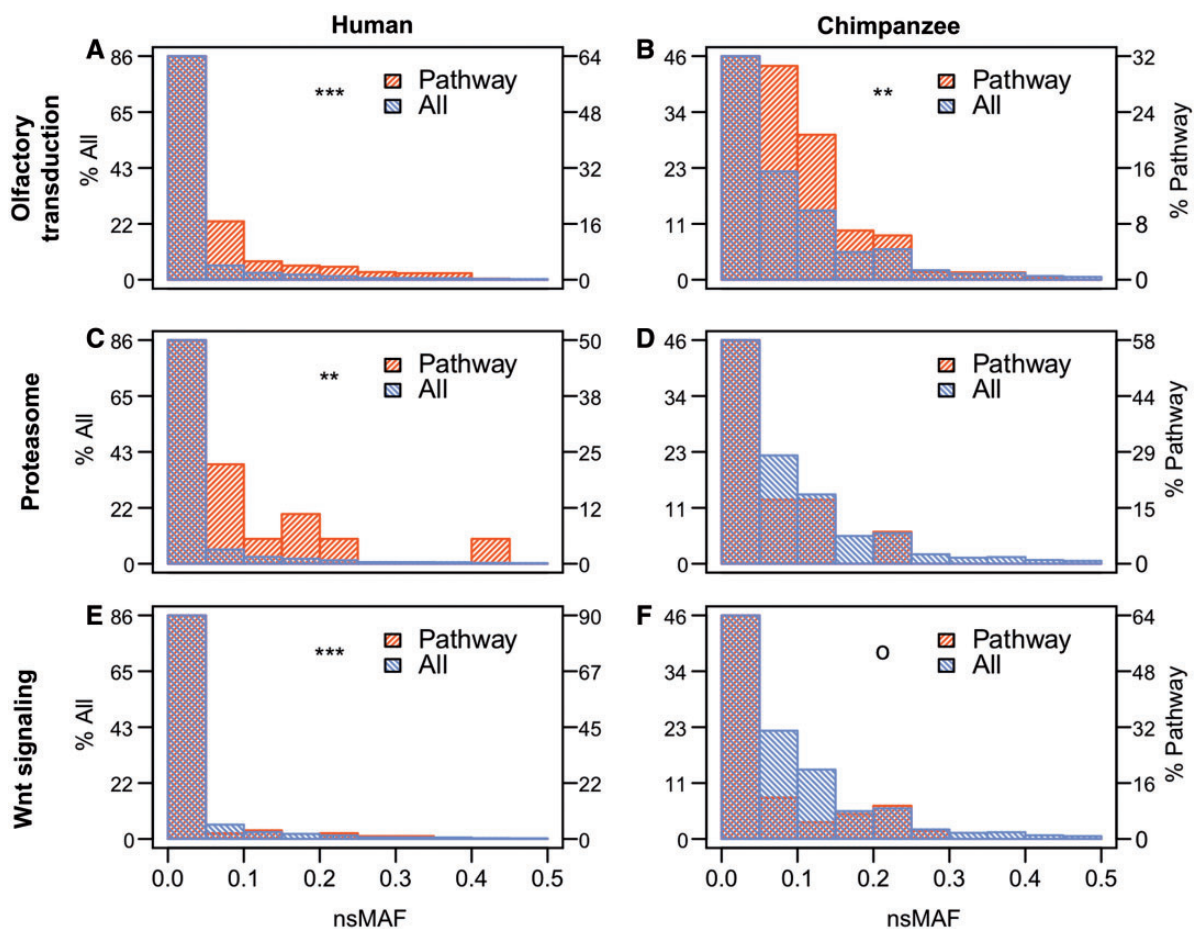 Human
Chimpanzee
A
86
65
43
22
0
% All
64
48
32
16
0
***
Pathway
All
Olfactory
transduction
B
46
34
23
11
0
32
24
16
8
0
% Pathway
**
Pathway
All
C
86
65
43
22
0
% All
50
38
25
12
0
**
Pathway
All
Proteasome
D
46
34
23
11
0
58
44
29
15
0
% Pathway
Pathway
All
E
86
65
43
22
0
% All
90
67
45
22
0
***
Pathway
All
Wnt signaling
F
46
34
23
11
0
64
48
32
16
0
% Pathway
o
Pathway
All
0.0 0.1 0.2 0.3 0.4 0.5
nsMAF
0.0 0.1 0.2 0.3 0.4 0.5
nsMAF